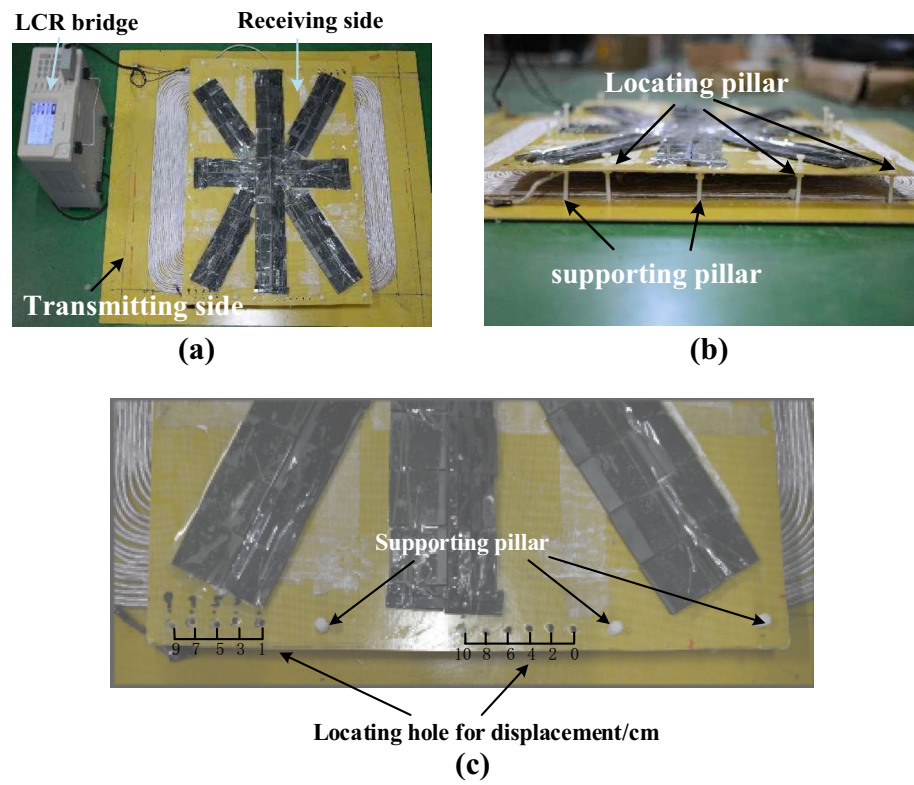 LCR bridge
Receiving side
Transmitting side
(a)
Locating pillar
supporting pillar
(b)
Supporting pillar
9 7 5 3 1
10 8 6 4 2 0
Locating hole for displacement/cm
(c)